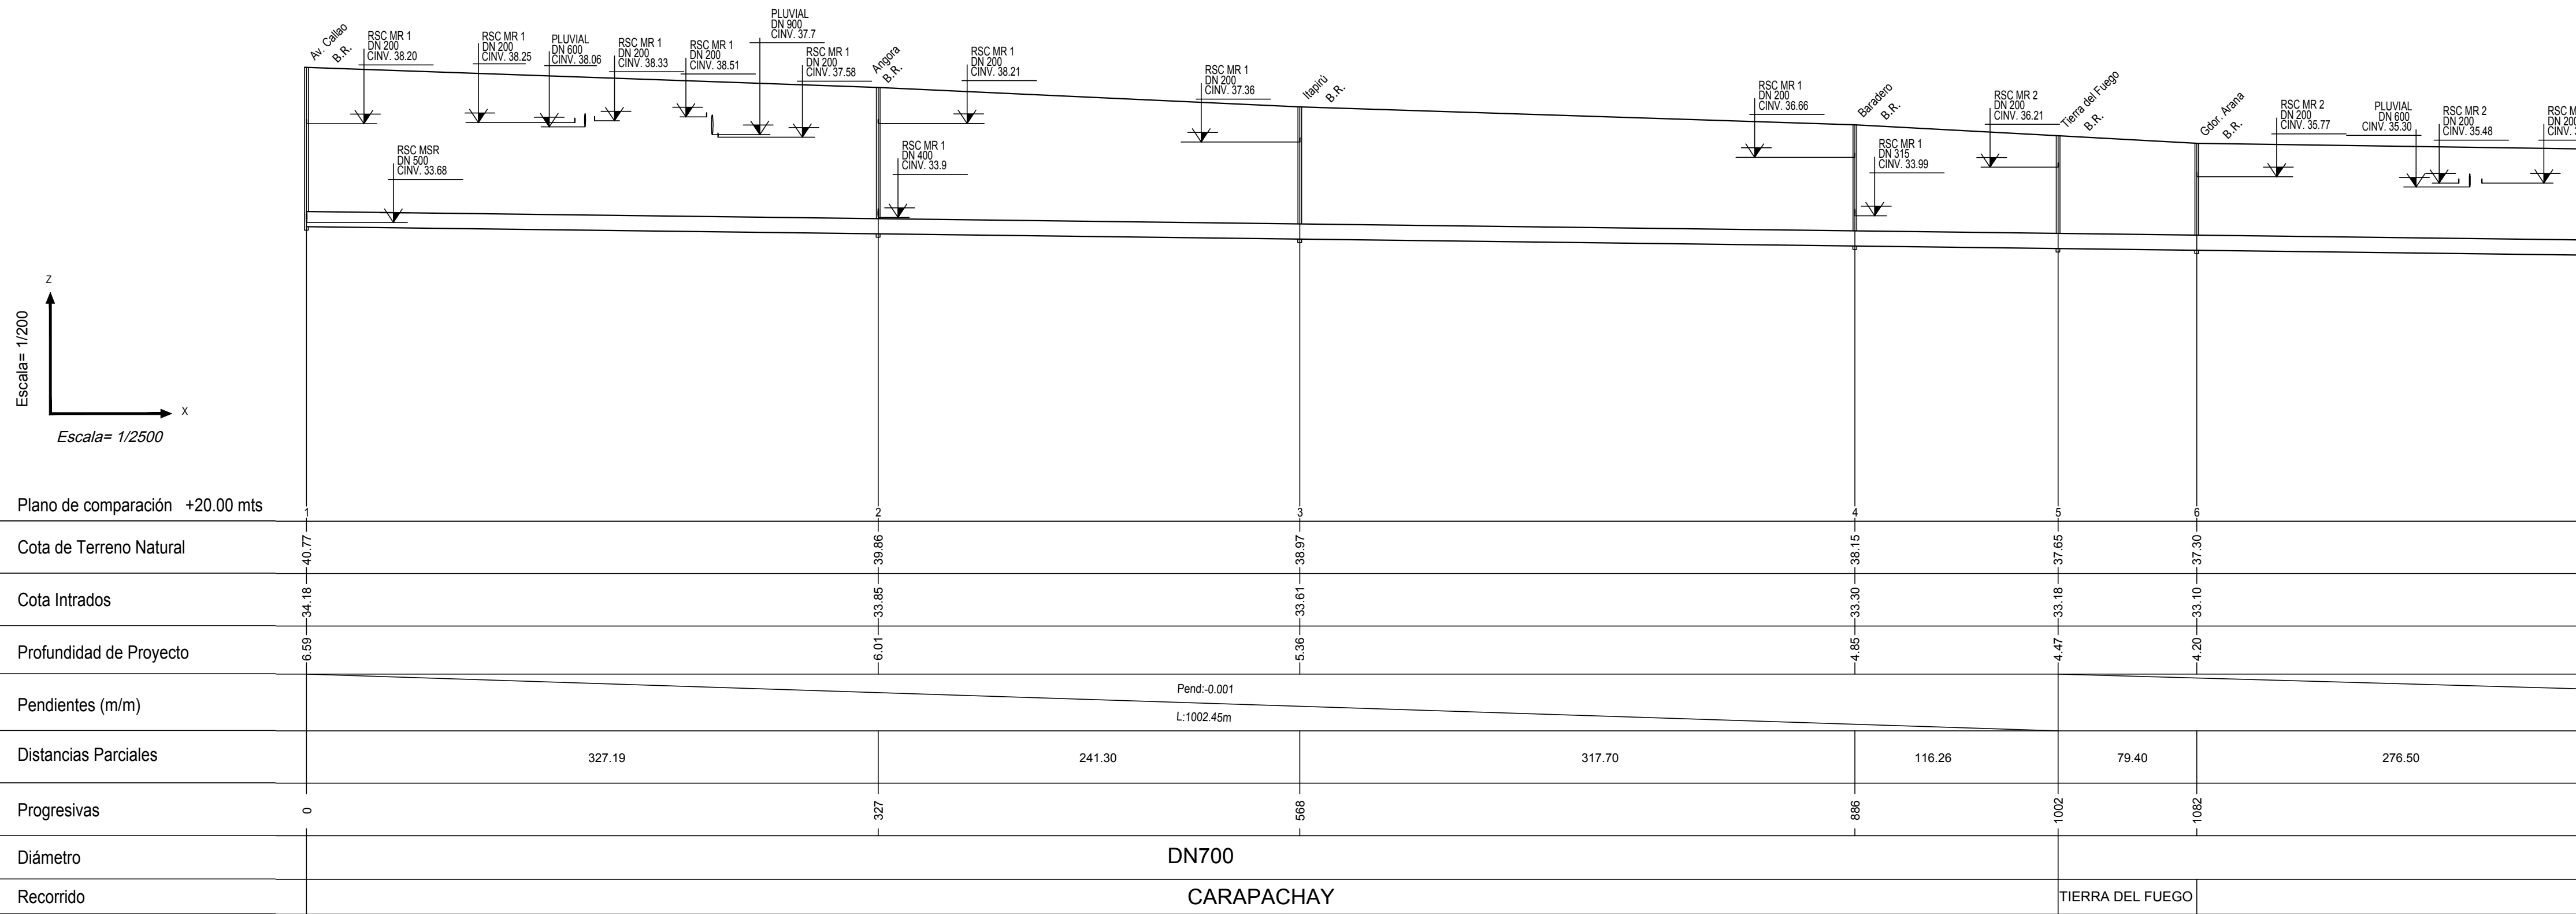 Av. Callao
B.R.
RSC MR 1
DN 200
CINV. 38.20
RSC MR 1
DN 200
CINV. 38.25
PLUVIAL
DN 600
CINV. 38.06
RSC MR 1
DN 200
CINV. 38.33
RSC MR 1
DN 200
CINV. 38.51
PLUVIAL
DN 900
CINV. 37.7
RSC MR 1
DN 200
CINV. 37.58
Angora
B.R.
RSC MR 1
DN 200
CINV. 38.21
RSC MR 1
DN 200
CINV. 37.36
Itapirú
B.R.
RSC MR 1
DN 200
CINV. 36.66
Baradero
B.R.
RSC MR 2
DN 200
CINV. 36.21
Tierra del Fuego
B.R.
Gdor. Arana
B.R.
RSC MR 2
DN 200
CINV. 35.77
PLUVIAL
DN 600
CINV. 35.30
RSC MR 2
DN 200
CINV. 35.48
RSC M
DN 200
CINV.
RSC MSR
DN 500
CINV. 33.68
RSC MR 1
DN 400
CINV. 33.9
RSC MR 1
DN 315
CINV. 33.99
Z
Escala= 1/200
X
Escala= 1/2500
Plano de comparación +20.00 mts
1 2 3 4 5 6
Cota de Terreno Natural 40.77 39.86 38.97 38.15 37.65 37.30
Cota Intrados 34.18 33.85 33.61 33.30 33.18 33.10
Profundidad de Proyecto 6.59 6.01 5.36 4.85 4.47 4.20
Pendientes (m/m)
Pend:-0.001
L:1002.45m
Distancias Parciales 327.19 241.30 317.70 116.26 79.40 276.50
Progresivas 0 327 568 886 1002 1082
Diámetro DN700
Recorrido CARAPACHAY TIERRA DEL FUEGO